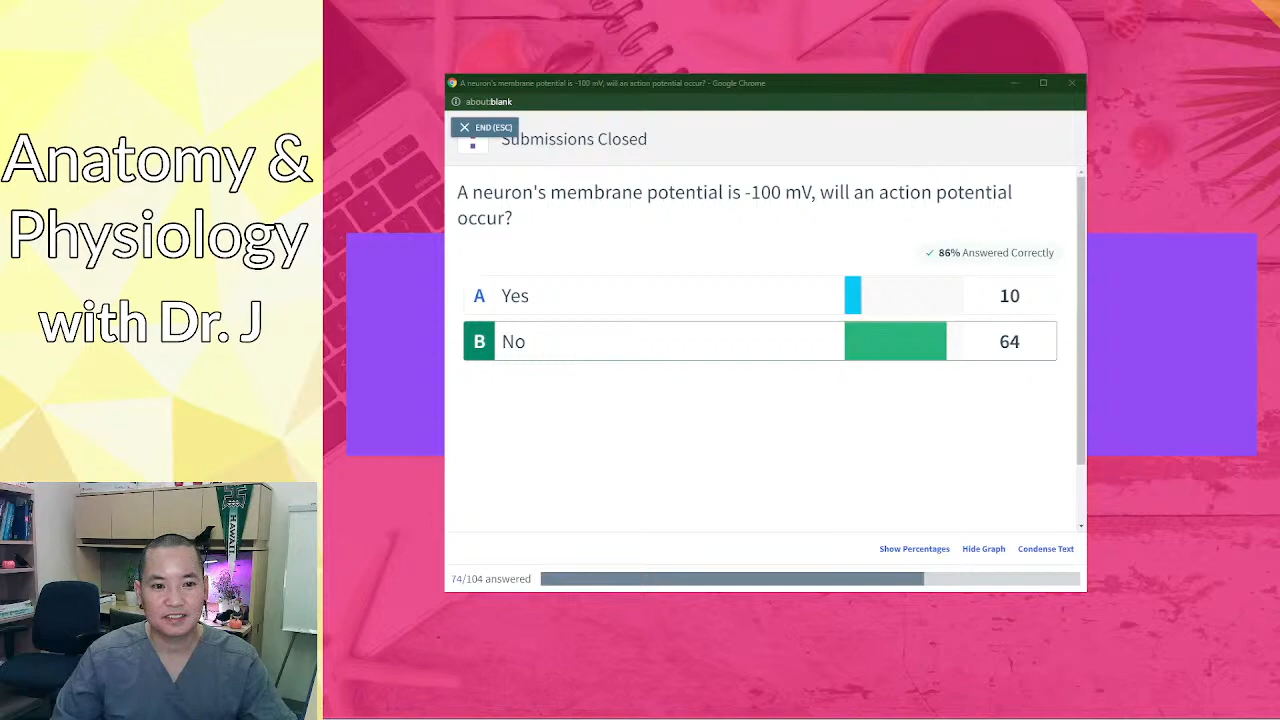 Anatomy &
Physiology
with Dr. J
A neuron's membrane potential is -100 mV, will an action potential occur? - Google Chrome
about:blank
END (ESC)
Submissions Closed
A neuron's membrane potential is -100 mV, will an action potential
occur?
86% Answered Correctly
A Yes 10
B No 64
Show Percentages Hide Graph Condense Text
74/104 answered
HAWAII